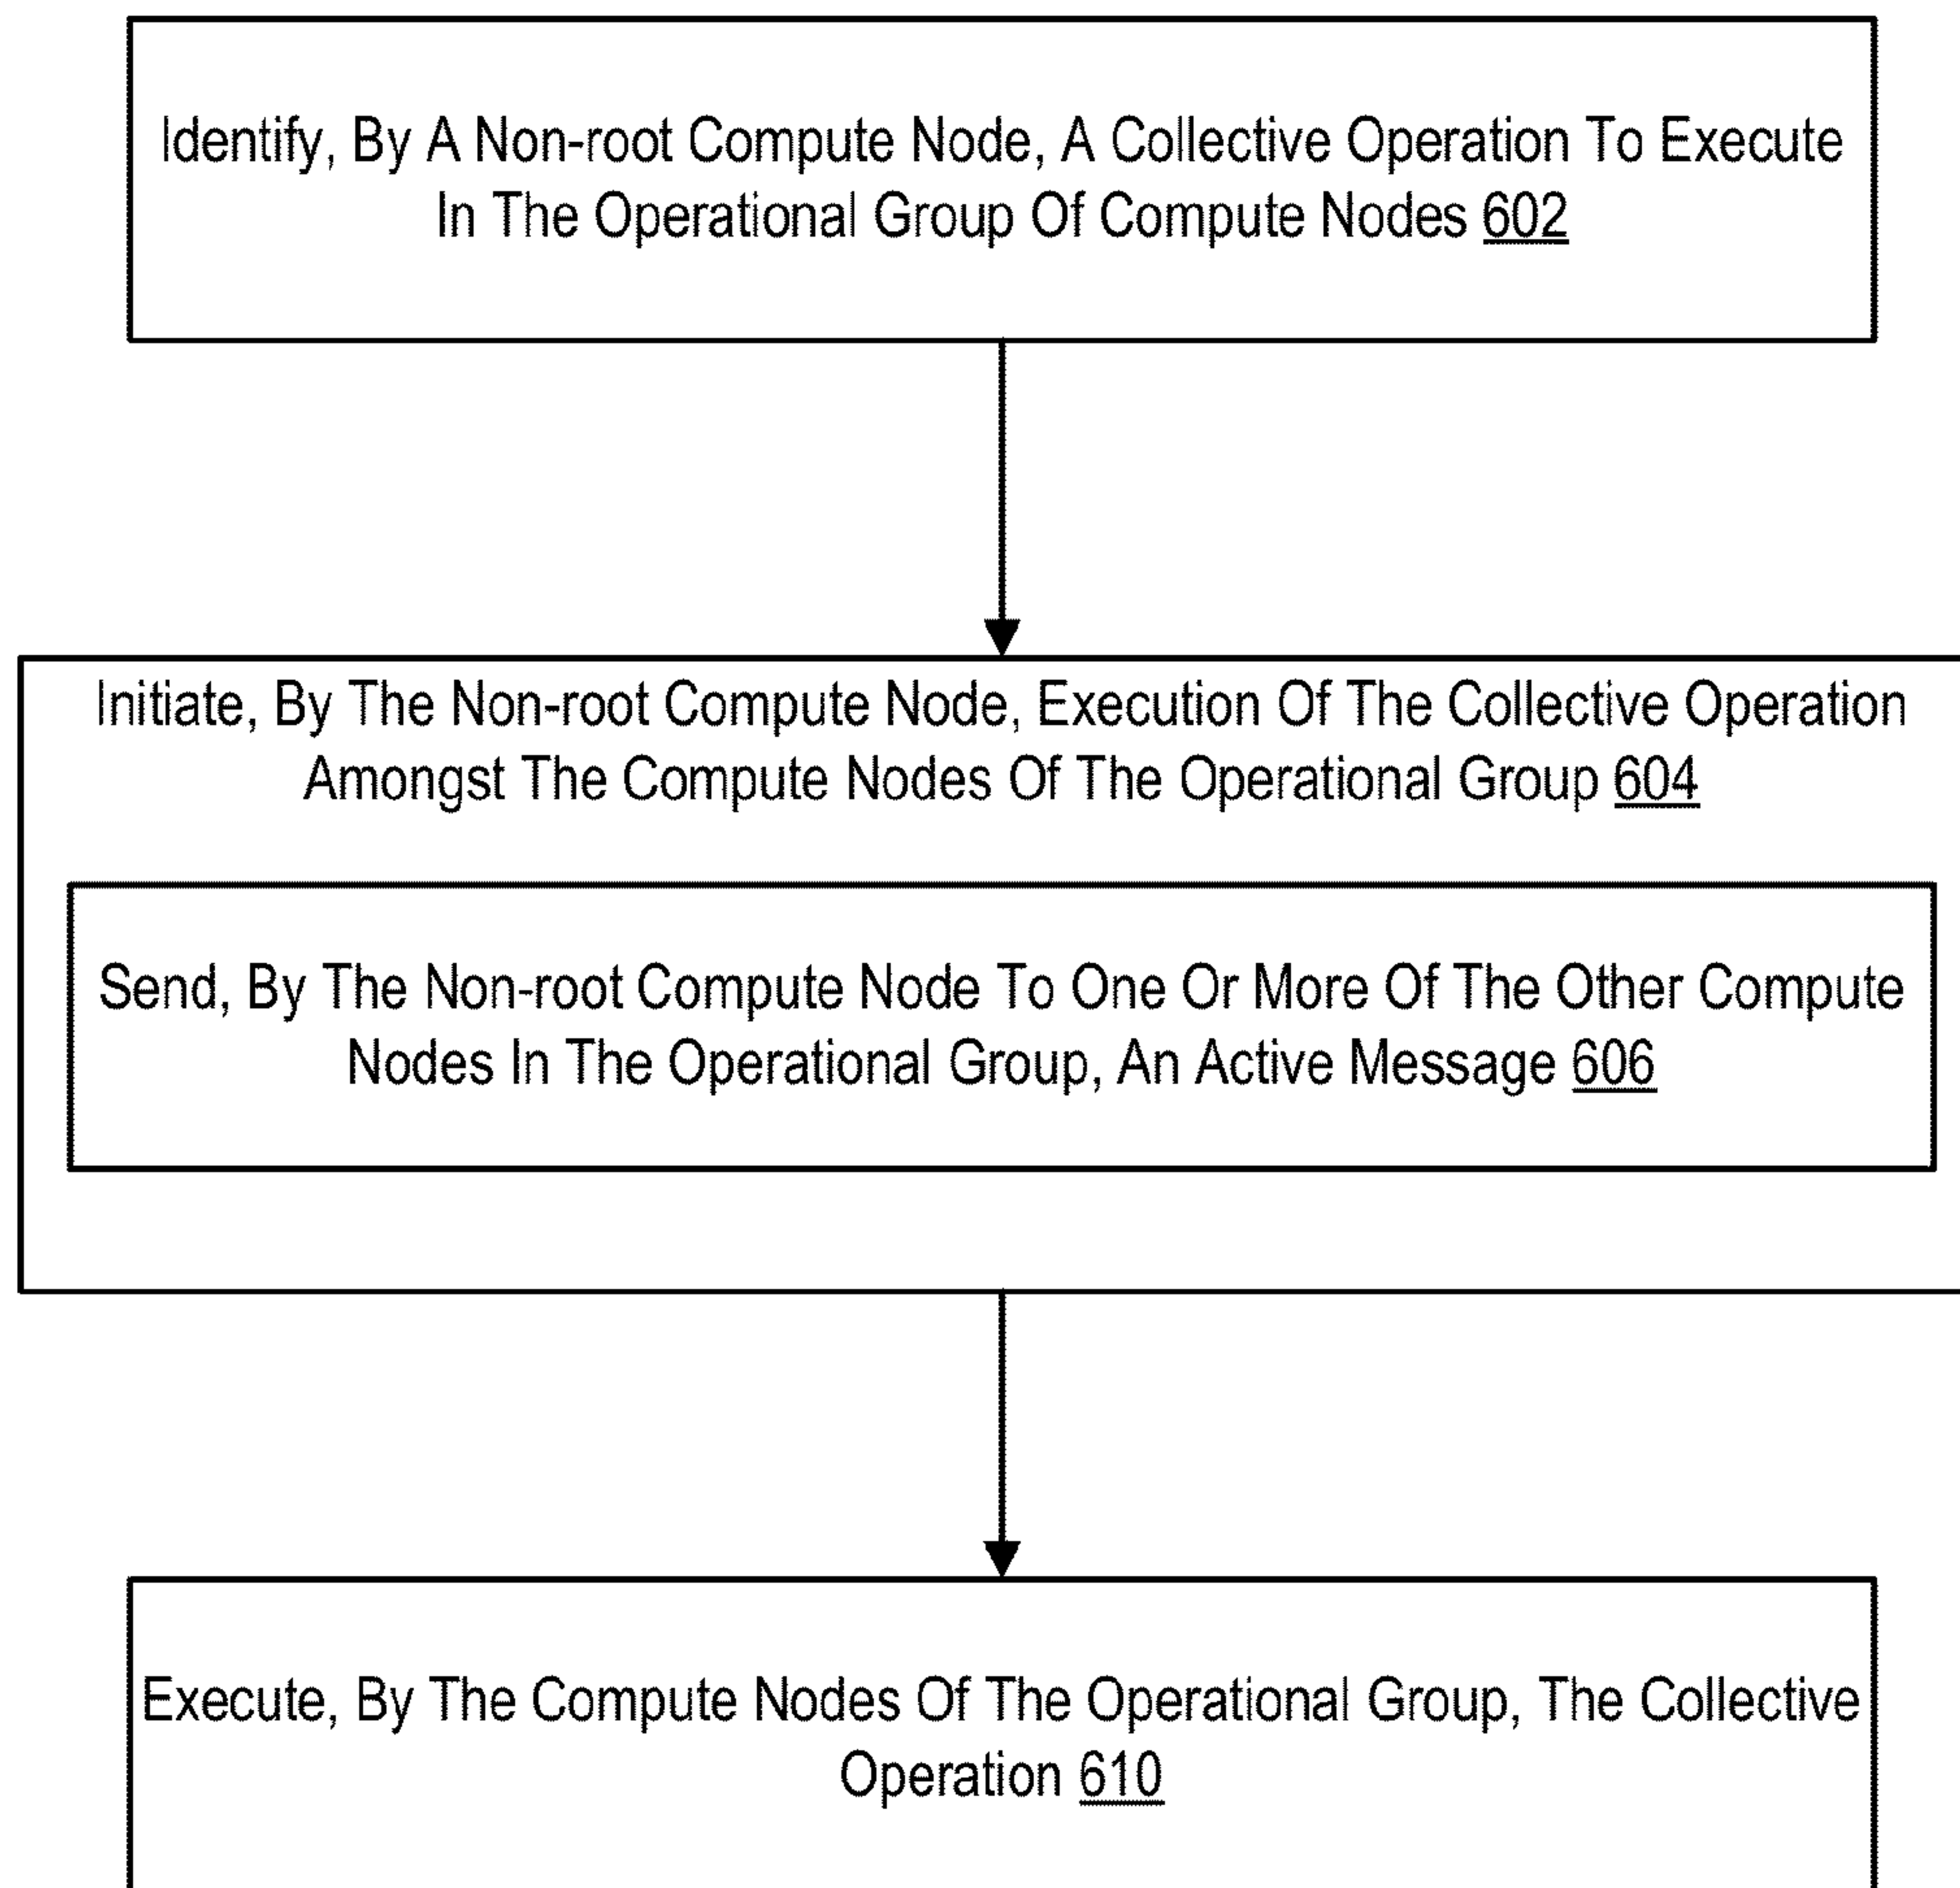 Identify, By A Non-root Compute Node, A Collective Operation To Execute
In The Operational Group Of Compute Nodes 602
Initiate, By The Non-root Compute Node, Execution Of The Collective Operation
Amongst The Compute Nodes Of The Operational Group 604
Send, By The Non-root Compute Node To One Or More Of The Other Compute
Nodes In The Operational Group, An Active Message 606
Execute, By The Compute Nodes Of The Operational Group, The Collective
Operation 610